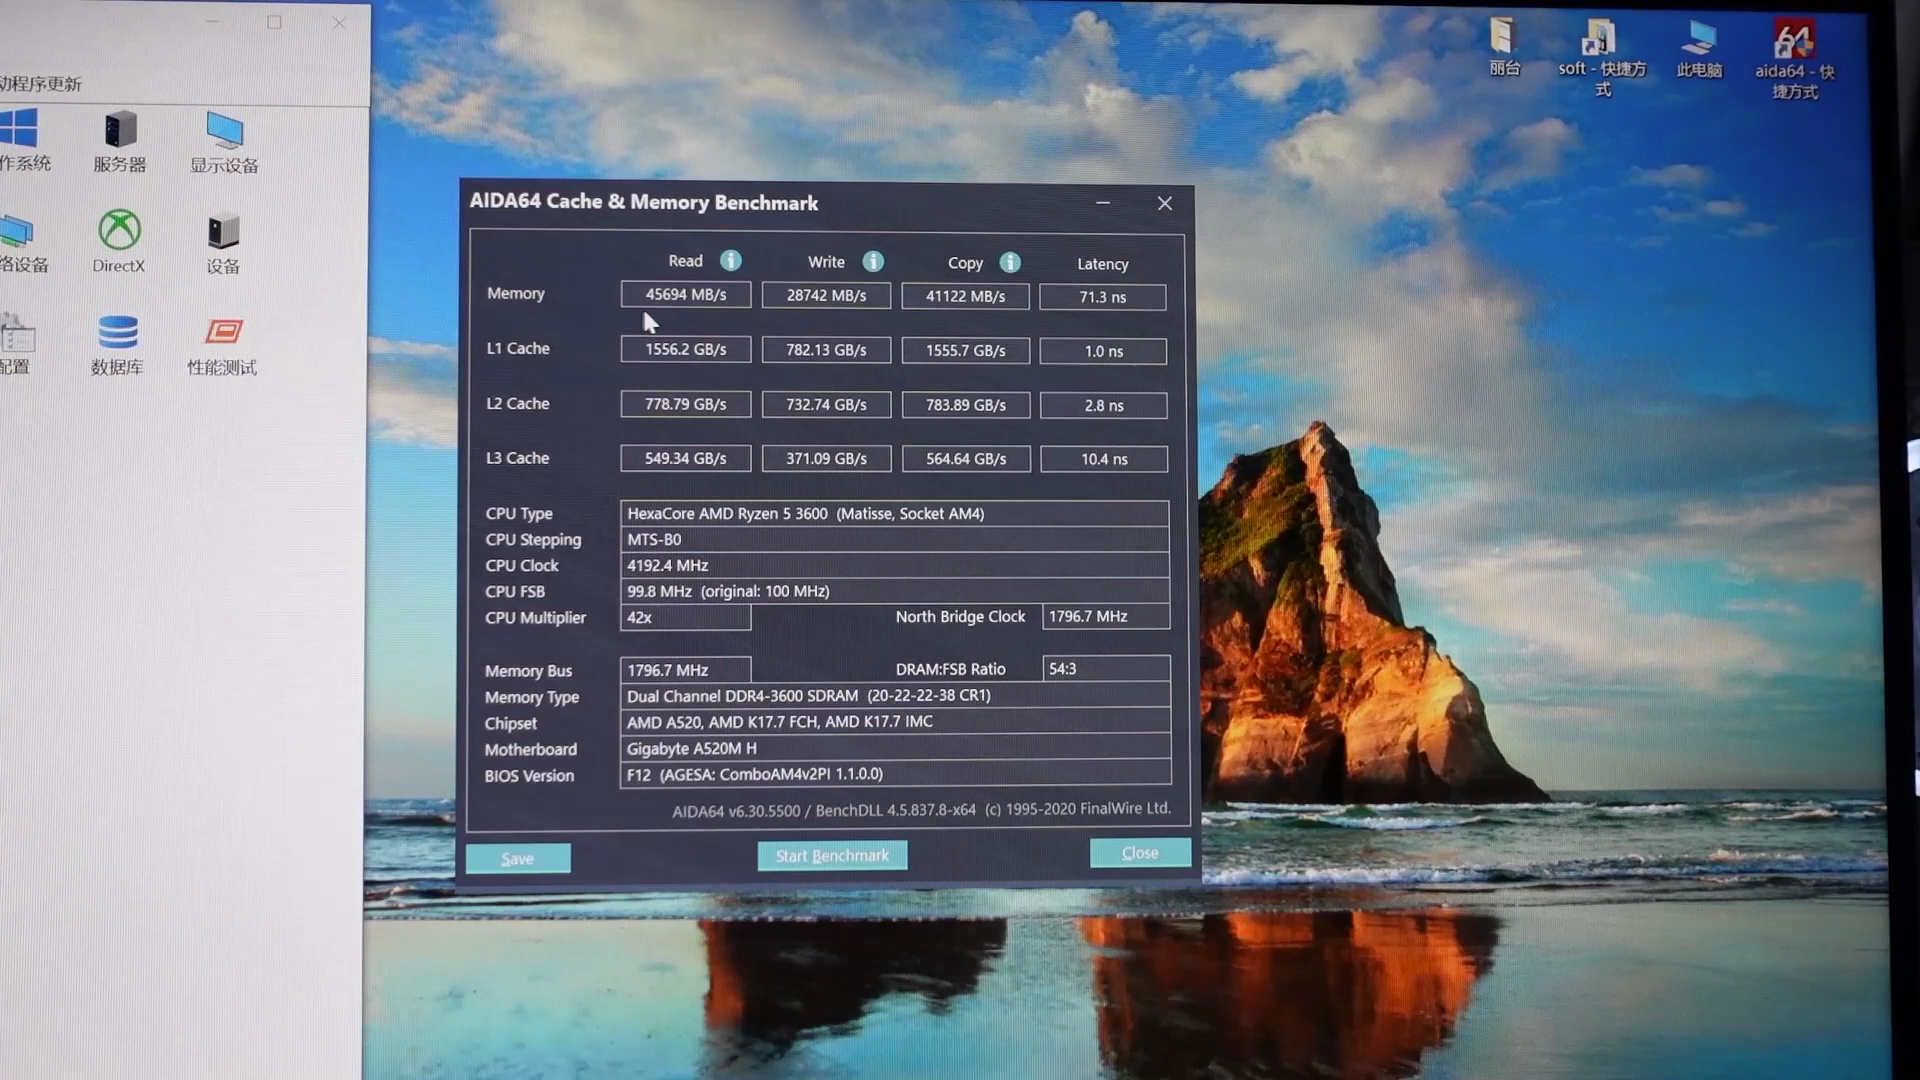 动程序更新
作系统
服务器
显示设备
络设备
DirectX
设备
配置
数据库
性能测试
丽台
soft - 快捷方
式
此电脑
aida64 - 快
捷方式
64
AIDA64 Cache & Memory Benchmark
Read Write Copy Latency
Memory 45694 MB/s 28742 MB/s 41122 MB/s 71.3 ns
L1 Cache 1556.2 GB/s 782.13 GB/s 1555.7 GB/s 1.0 ns
L2 Cache 778.79 GB/s 732.74 GB/s 783.89 GB/s 2.8 ns
L3 Cache 549.34 GB/s 371.09 GB/s 564.64 GB/s 10.4 ns
CPU Type HexaCore AMD Ryzen 5 3600 (Matisse, Socket AM4)
CPU Stepping MTS-B0
CPU Clock 4192.4 MHz
CPU FSB 99.8 MHz (original: 100 MHz)
CPU Multiplier 42x North Bridge Clock 1796.7 MHz
Memory Bus 1796.7 MHz DRAM:FSB Ratio 54:3
Memory Type Dual Channel DDR4-3600 SDRAM (20-22-22-38 CR1)
Chipset AMD A520, AMD K17.7 FCH, AMD K17.7 IMC
Motherboard Gigabyte A520M H
BIOS Version F12 (AGESA: ComboAM4v2PI 1.1.0.0)
AIDA64 v6.30.5500 / BenchDLL 4.5.837.8-x64 (c) 1995-2020 FinalWire Ltd.
Save Start Benchmark Close